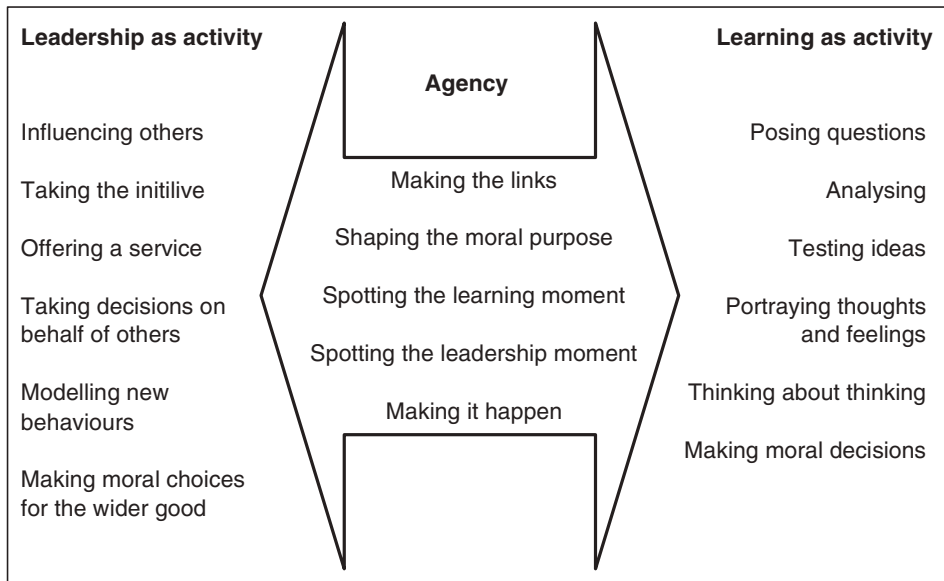 Leadership as activity
Influencing others
Taking the initilive
Offering a service
Taking decisions on
behalf of others
Modelling new
behaviours
Making moral choices
for the wider good
Agency
Making the links
Shaping the moral purpose
Spotting the learning moment
Spotting the leadership moment
Making it happen
Learning as activity
Posing questions
Analysing
Testing ideas
Portraying thoughts
and feelings
Thinking about thinking
Making moral decisions